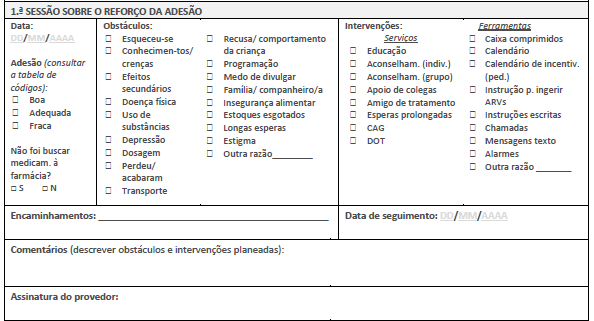 1.ª SESSÃO SOBRE O REFORÇO DA ADESÃO
Data:
DD/MM/AAAA
Adesão (consultar
a tabela de
códigos):
☐ Boa
☐ Adequada
☐ Fraca
Não foi buscar
medicam. à
farmácia?
□ S □ N
Obstáculos:
☐ Esqueceu-se
☐ Conhecimen-tos/
crenças
☐ Efeitos
secundários
☐ Doença física
☐ Uso de
substâncias
☐ Depressão
☐ Dosagem
☐ Perdeu/
acabaram
☐ Transporte
☐ Recusa/ comportamento
da criança
☐ Programação
☐ Medo de divulgar
☐ Família/ companheiro/a
☐ Insegurança alimentar
☐ Estoques esgotados
☐ Longas esperas
☐ Estigma
☐ Outra razão________
Intervenções:
Serviços
☐ Educação
☐ Aconselham. (indiv.)
☐ Aconselham. (grupo)
☐ Apoio de colegas
☐ Amigo de tratamento
☐ Esperas prolongadas
☐ CAG
☐ DOT
Ferramentas
☐ Caixa comprimidos
☐ Calendário
☐ Calendário de incentiv.
(ped.)
☐ Instrução p. ingerir
ARVs
☐ Instruções escritas
☐ Chamadas
☐ Mensagens texto
☐ Alarmes
☐ Outra razão _______
Encaminhamentos: ______________________________________________
Data de seguimento: DD/MM/AAAA
Comentários (descrever obstáculos e intervenções planeadas):
Assinatura do provedor: